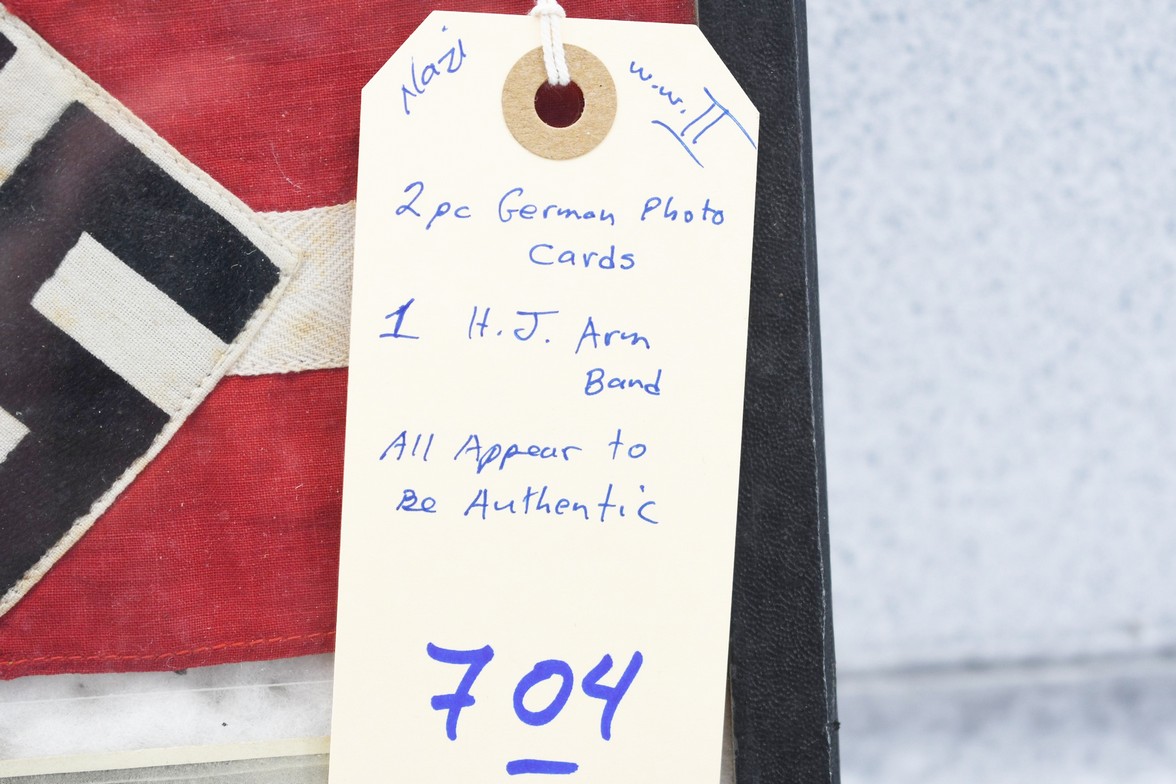 Nazi
w.w. II
2 pc German Photo
Cards
1 H.J. Arm
Band
All Appear to
Be Authentic
704